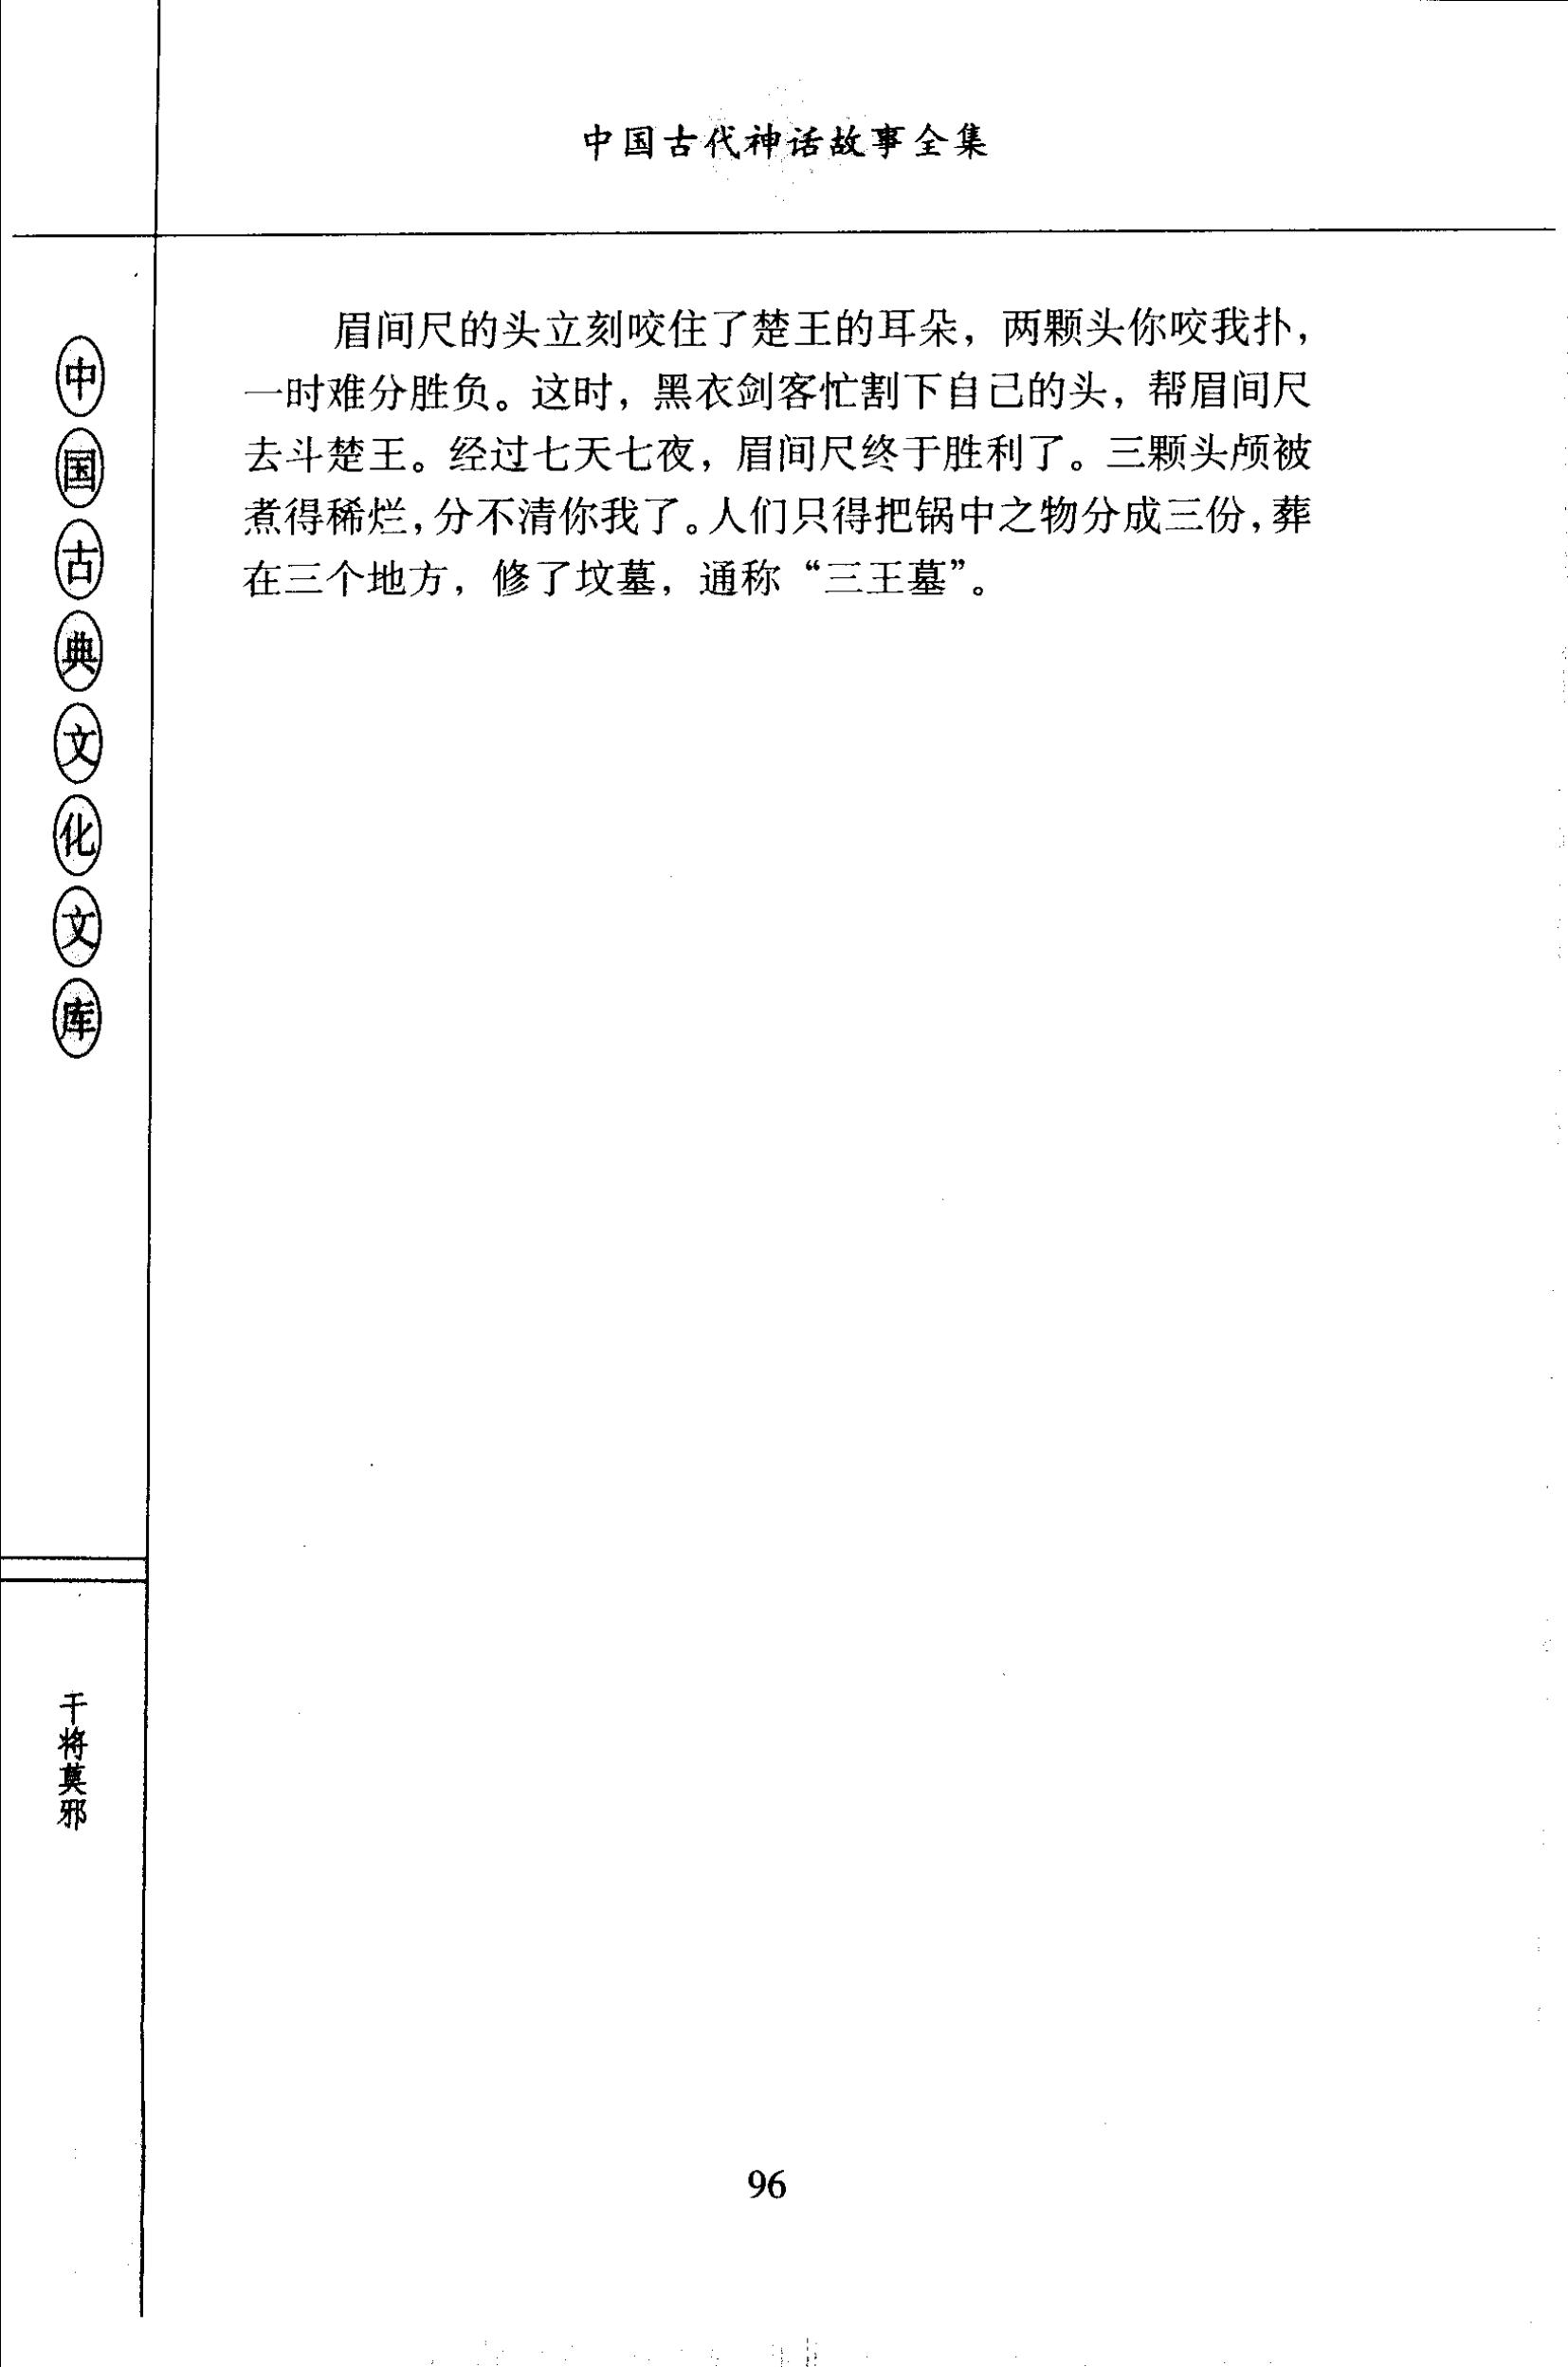 中国古代神话故事全集
中国古典文化文库
眉间尺的头立刻咬住了楚王的耳朵，两颗头你咬我扑，
一时难分胜负。这时，黑衣剑客忙割下自己的头，帮眉间尺
去斗楚王。经过七天七夜，眉间尺终于胜利了。三颗头颅被
煮得稀烂，分不清你我了。人们只得把锅中之物分成三份，葬
在三个地方，修了坟墓，通称“三王墓”。
干将莫邪
96